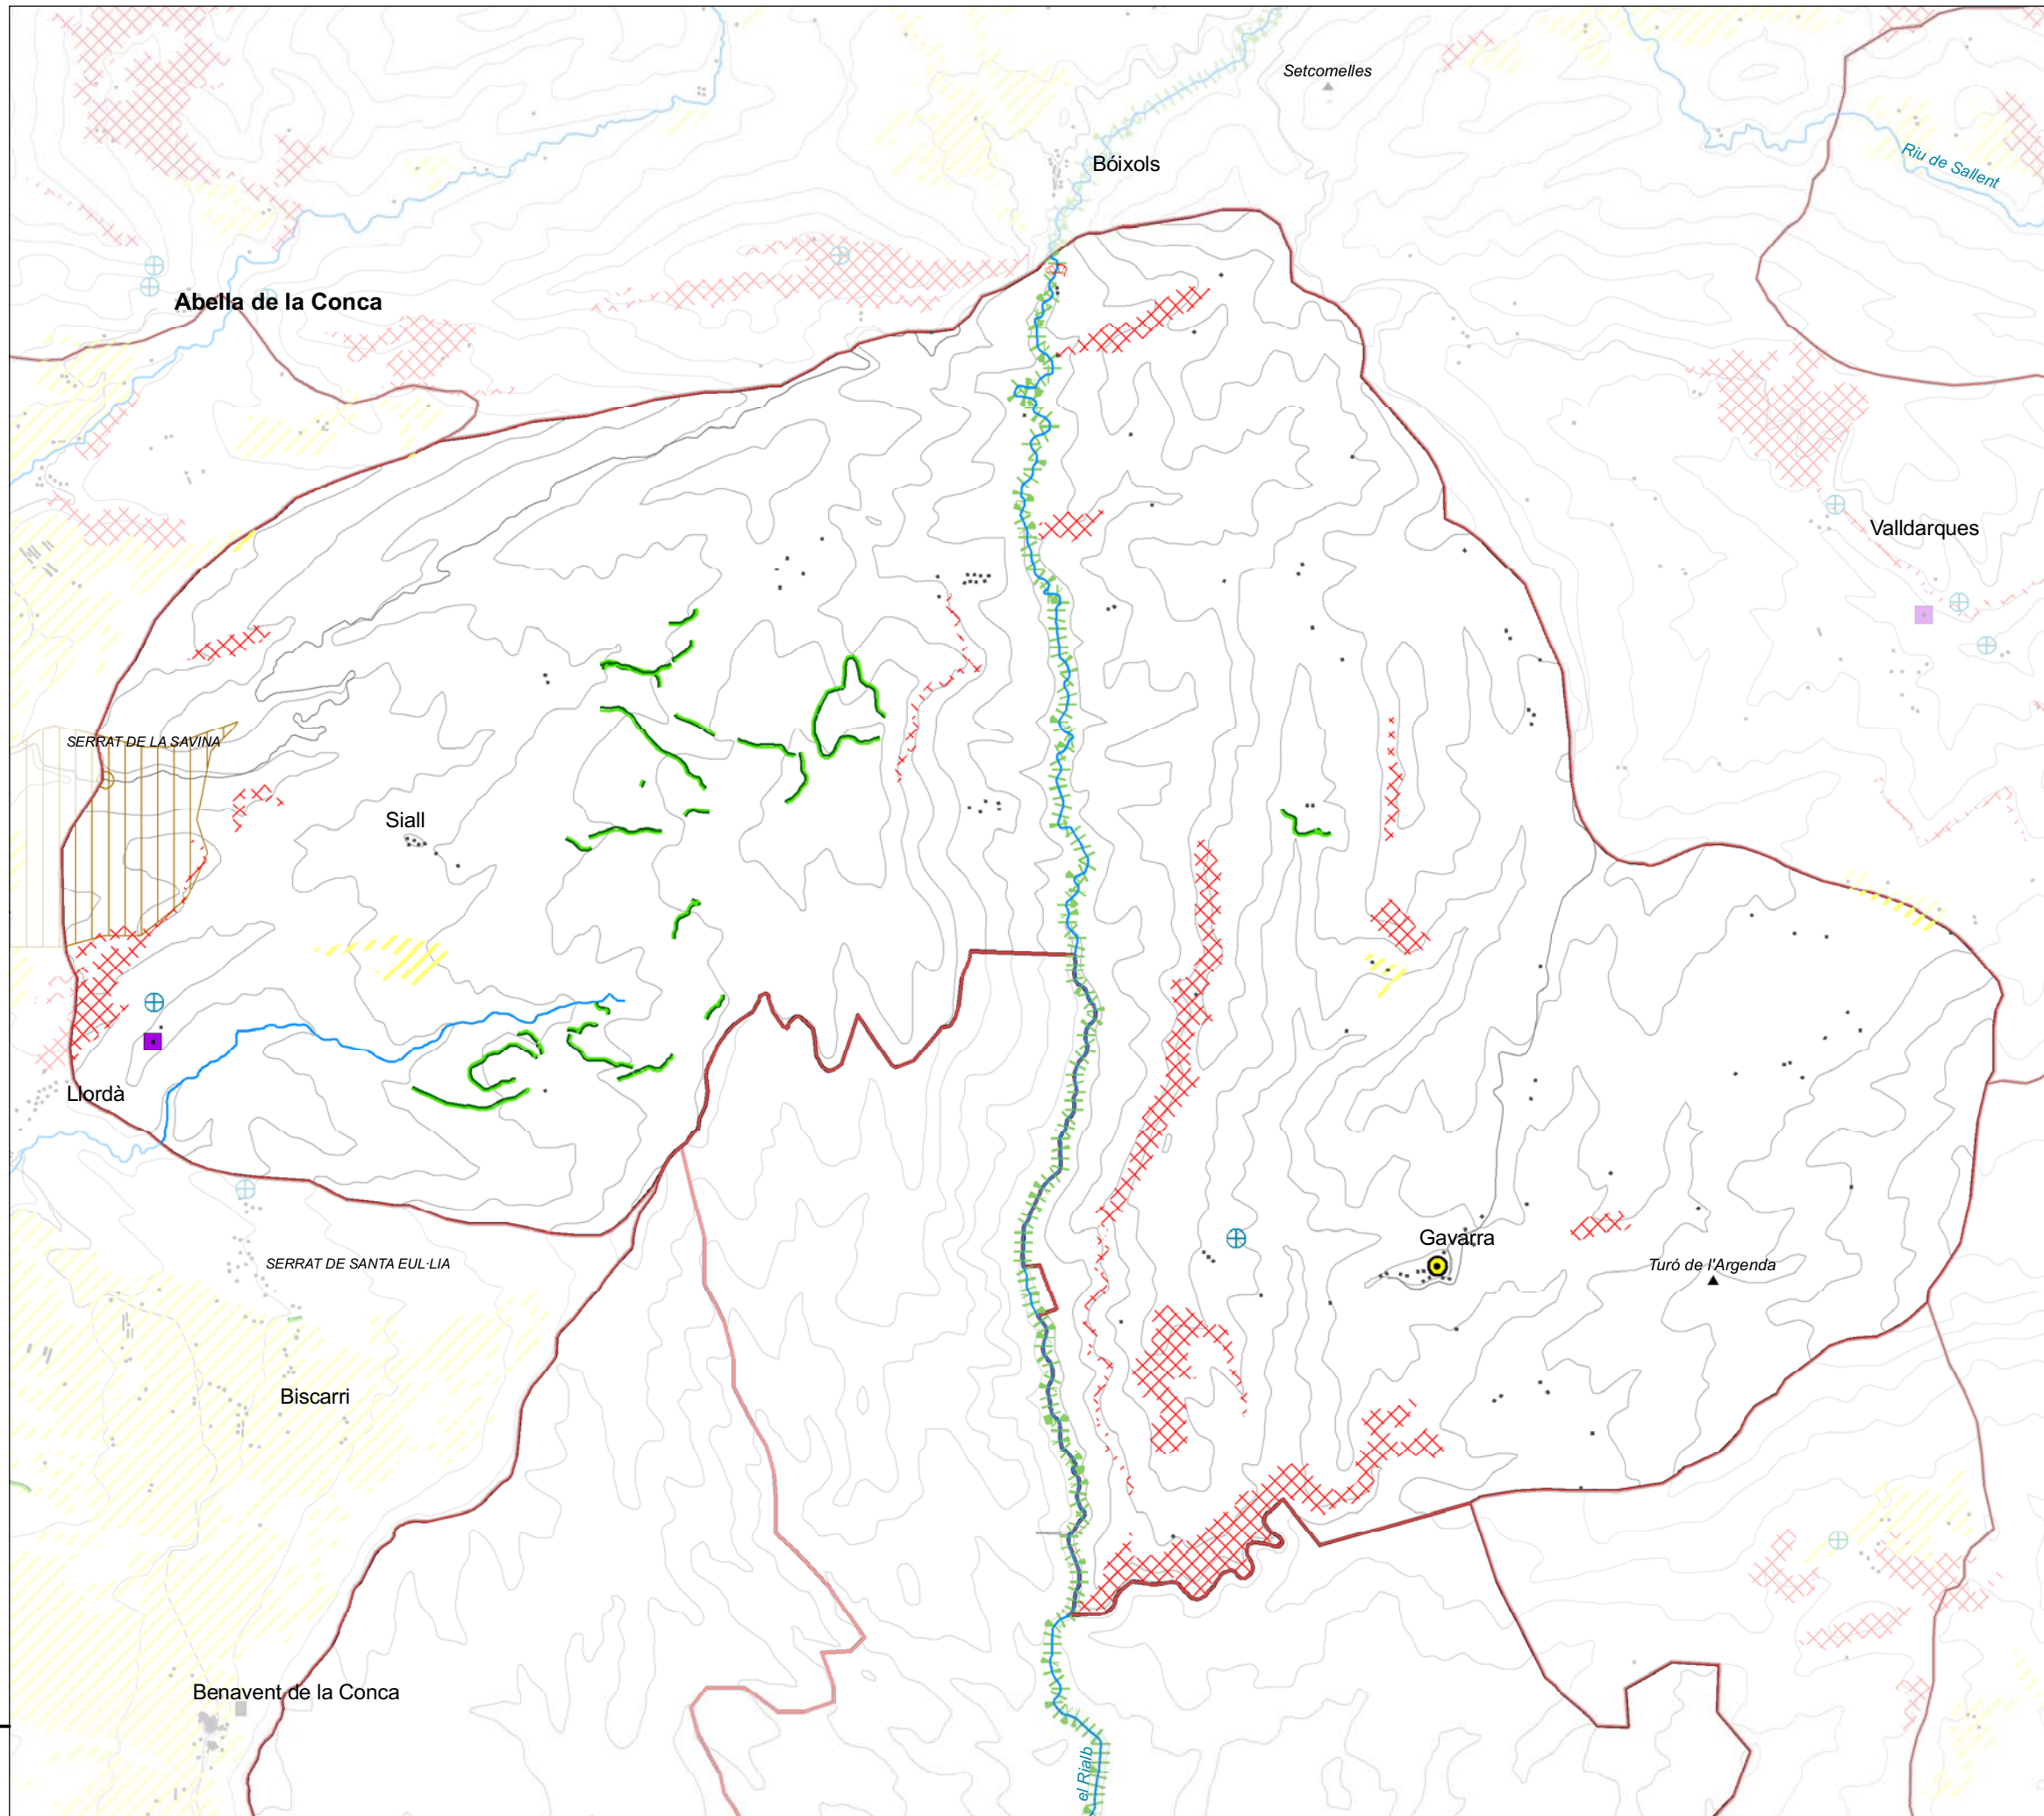 Setcomelles
Bóixols
Riu de Sallent
Abella de la Conca
Valldarques
SERRAT DE LA SAVINA
Siall
Llordà
Gavarra
SERRAT DE SANTA EUL·LIA
Turó de l'Argenda
Biscarri
Benavent de la Conca
el Rialb